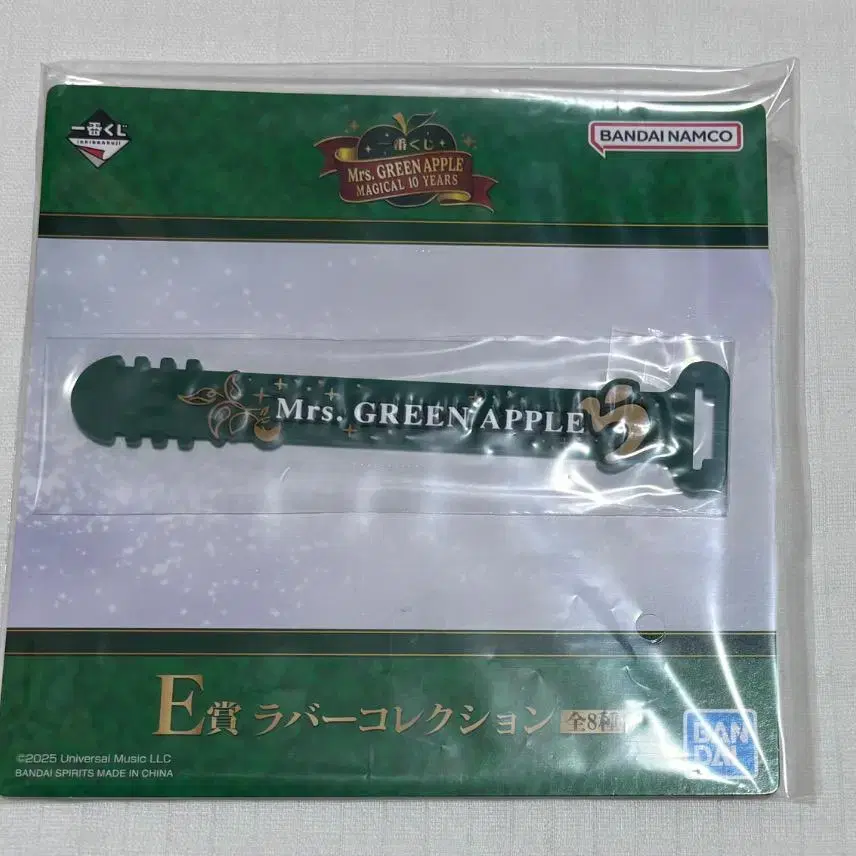 一番くじ
ICHIBANKUJI
一番くじ
Mrs. GREEN APPLE
MAGICAL 10 YEARS
BANDAI NAMCO
Mrs. GREEN APPLE
E賞 ラバーコレクション 全8種
©2025 Universal Music LLC
BANDAI SPIRITS MADE IN CHINA
BAN
DAI